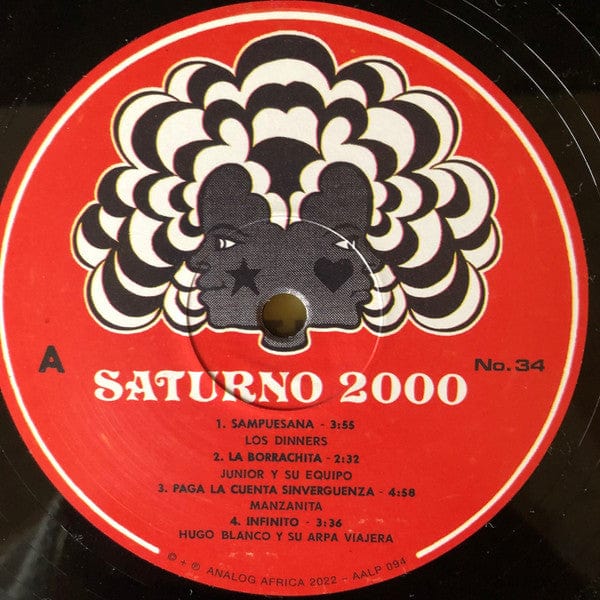 A
No. 34
SATURNO 2000
1. SAMPUESANA - 3:55
LOS DINNERS
2. LA BORRACHITA - 2:32
JUNIOR Y SU EQUIPO
3. PAGA LA CUENTA SINVERGUENZA - 4:58
MANZANITA
4. INFINITO - 3:36
HUGO BLANCO Y SU ARPA VIAJERA
© + ℗ ANALOG AFRICA 2022 - AALP 094